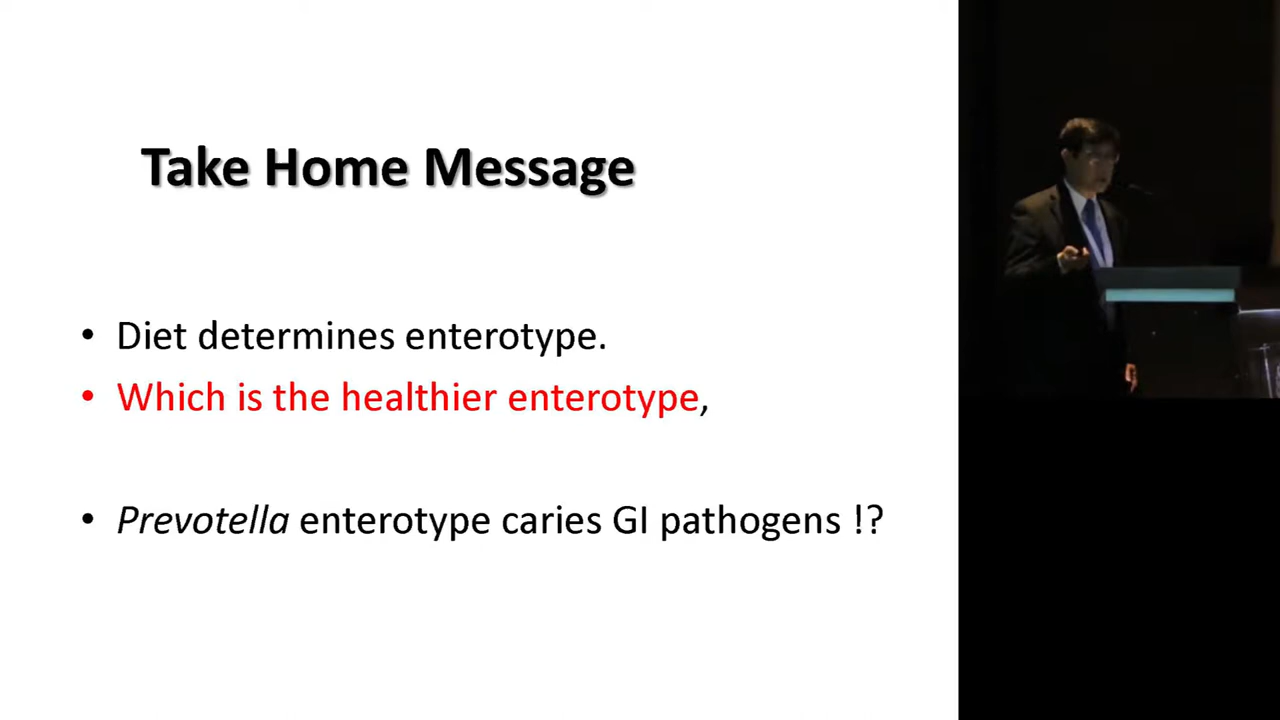 Take Home Message
• Diet determines enterotype.
• Which is the healthier enterotype,
• Prevotella enterotype caries GI pathogens !?